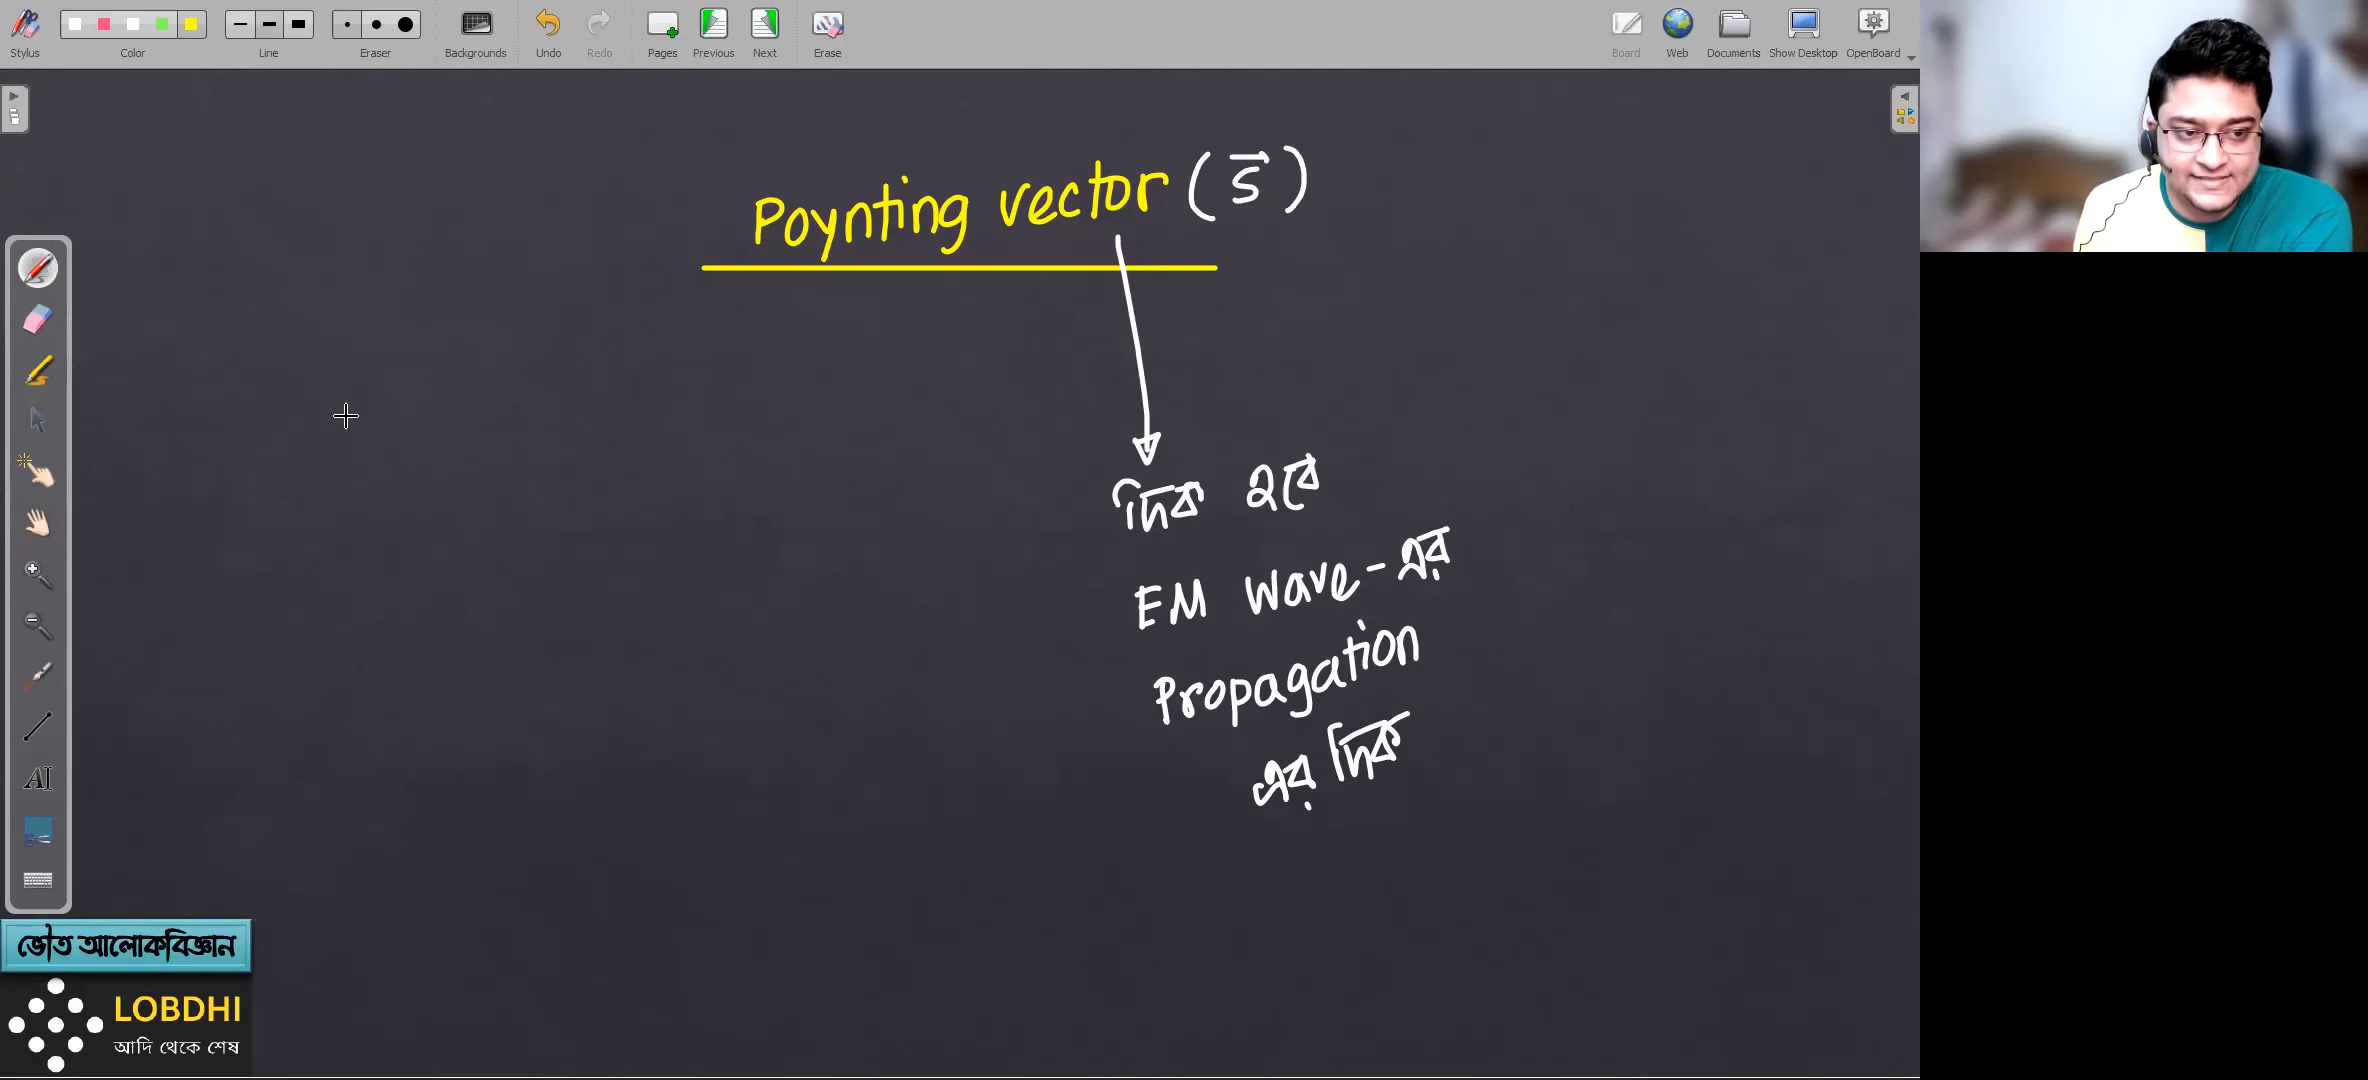 Stylus
Color
Line
Eraser
Backgrounds
Undo
Redo
Pages
Previous
Next
Erase
Board
Web
Documents
Show Desktop
OpenBoard
Poynting vector (S⃗)
দিক হবে
EM Wave-এর
Propagation
এর দিক
AI
ভৌত আলোকবিজ্ঞান
LOBDHI
আদি থেকে শেষ